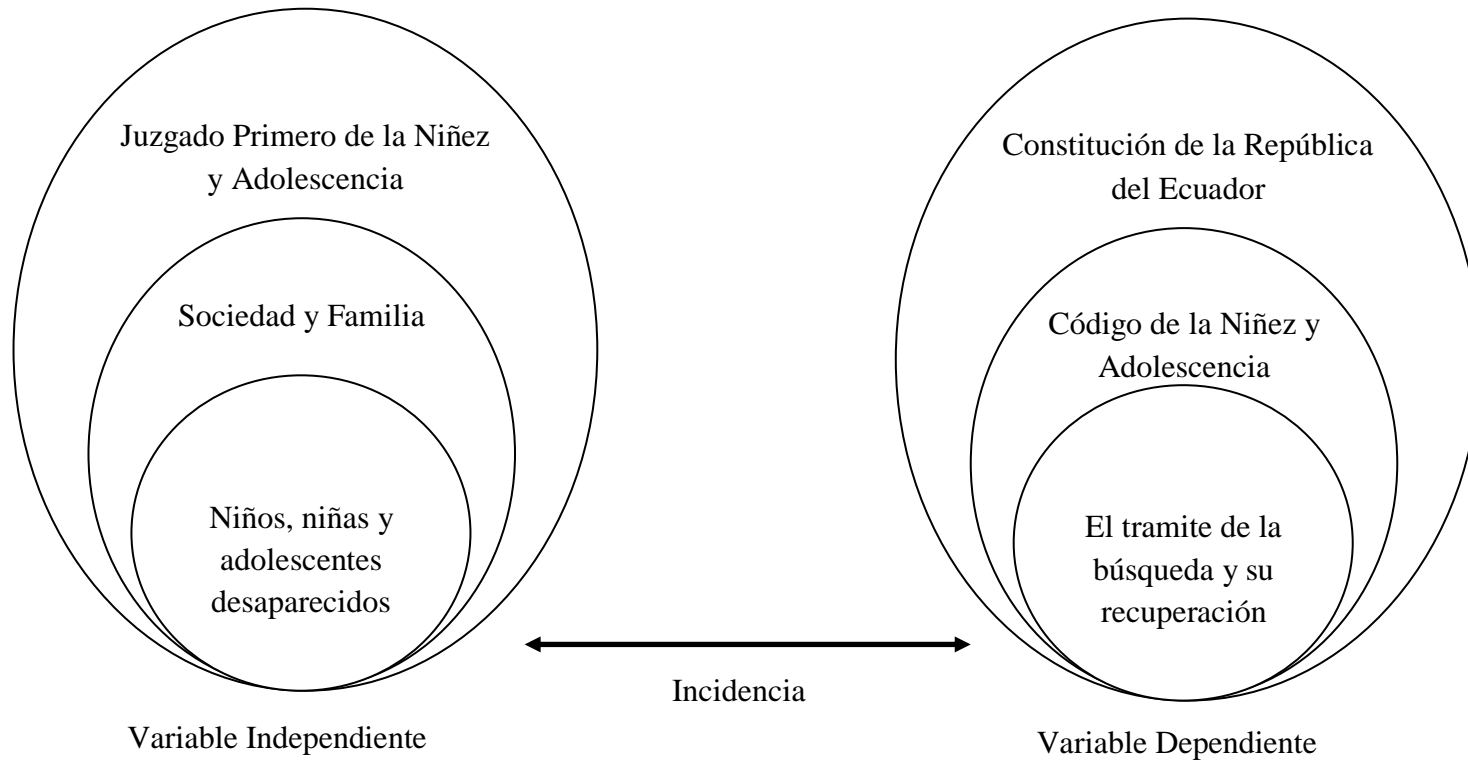 Juzgado Primero de la Niñez
y Adolescencia
Sociedad y Familia
Niños, niñas y
adolescentes
desaparecidos
Variable Independiente
Incidencia
Constitución de la República
del Ecuador
Código de la Niñez y
Adolescencia
El tramite de la
búsqueda y su
recuperación
Variable Dependiente